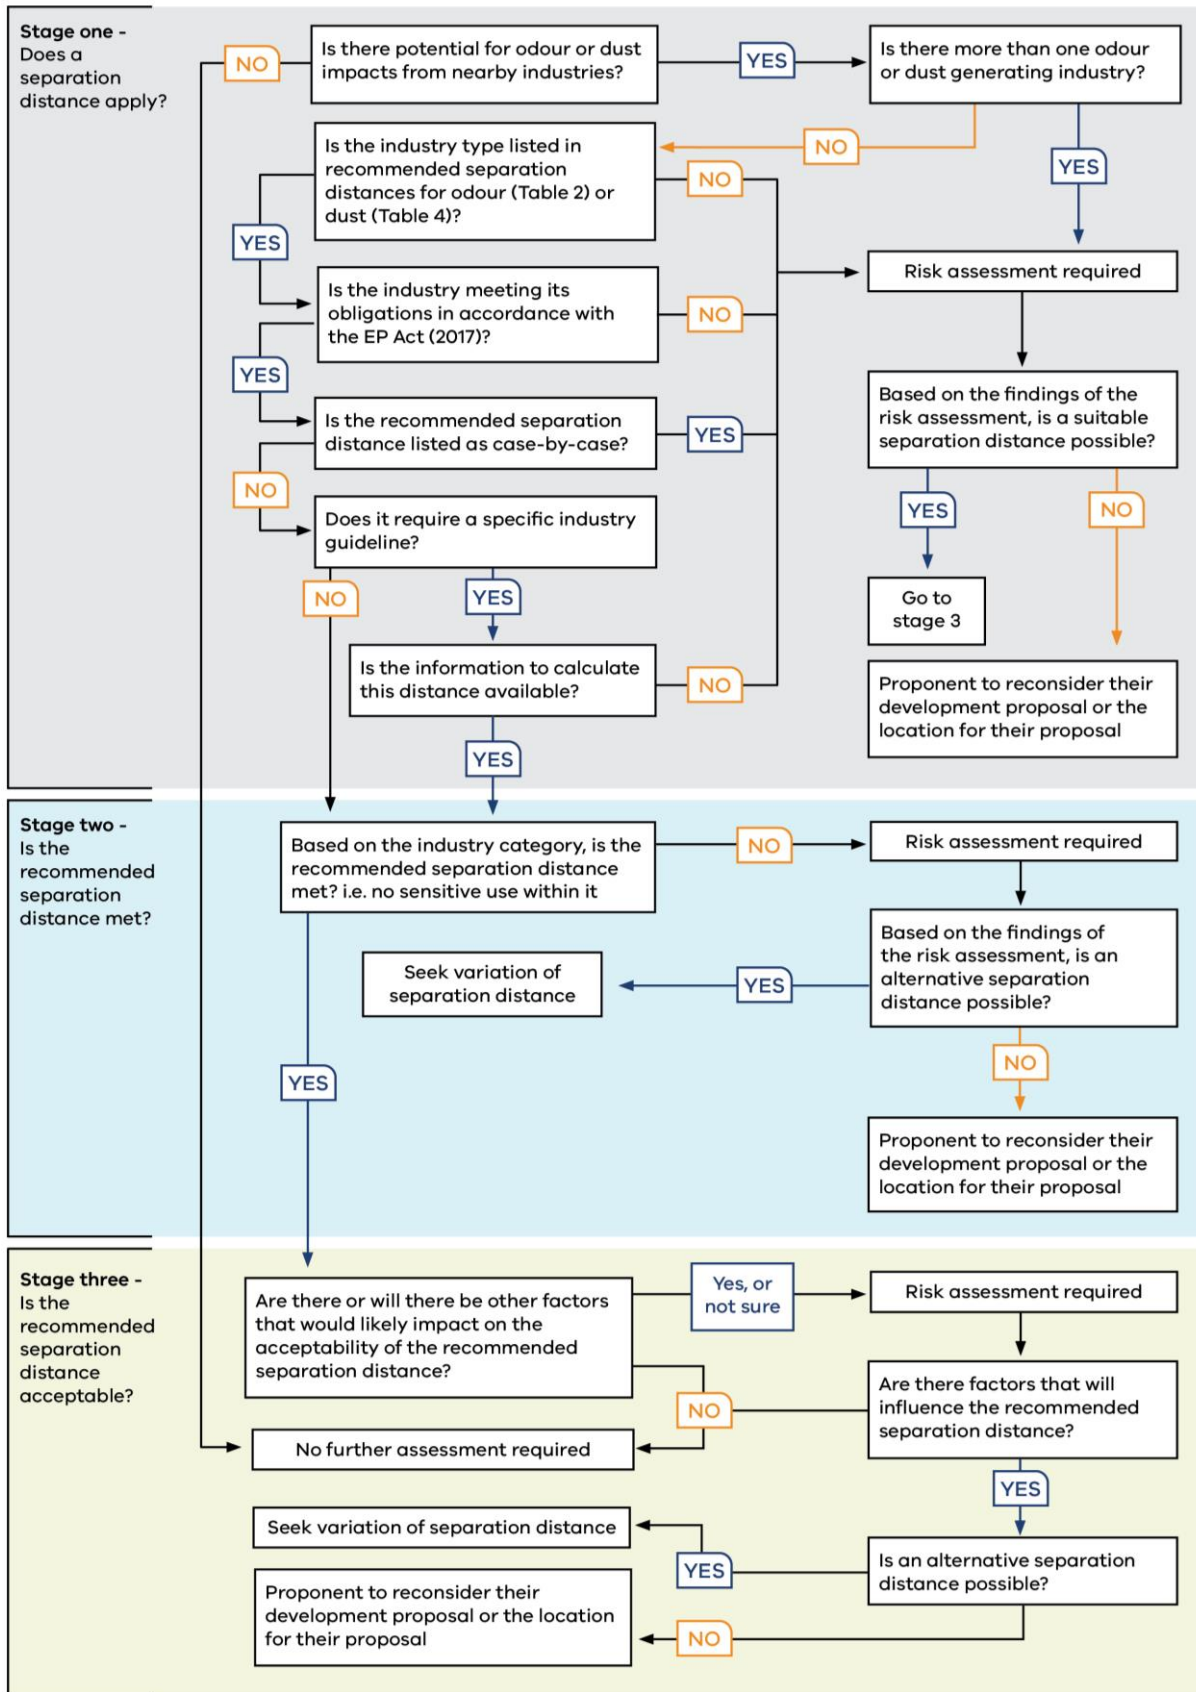 Stage one -
Does a
separation
distance apply?
NO
Is there potential for odour or dust
impacts from nearby industries?
YES
Is there more than one odour
or dust generating industry?
NO
YES
Is the industry type listed in
recommended separation
distances for odour (Table 2) or
dust (Table 4)?
NO
YES
Risk assessment required
Is the industry meeting its
obligations in accordance with
the EP Act (2017)?
NO
YES
Is the recommended separation
distance listed as case-by-case?
YES
Based on the findings of the
risk assessment, is a suitable
separation distance possible?
NO
YES
NO
Does it require a specific industry
guideline?
NO
YES
Go to
stage 3
Is the information to calculate
this distance available?
NO
Proponent to reconsider their
development proposal or the
location for their proposal
YES
Stage two -
Is the
recommended
separation
distance met?
Based on the industry category, is the
recommended separation distance
met? i.e. no sensitive use within it
NO
Risk assessment required
Based on the findings of
the risk assessment, is an
alternative separation
distance possible?
YES
Seek variation of
separation distance
NO
YES
Proponent to reconsider their
development proposal or the
location for their proposal
Stage three -
Is the
recommended
separation
distance
acceptable?
Are there or will there be other factors
that would likely impact on the
acceptability of the recommended
separation distance?
Yes, or
not sure
Risk assessment required
Are there factors that will
influence the recommended
separation distance?
NO
No further assessment required
YES
Seek variation of separation distance
Is an alternative separation
distance possible?
YES
Proponent to reconsider their
development proposal or the location
for their proposal
NO